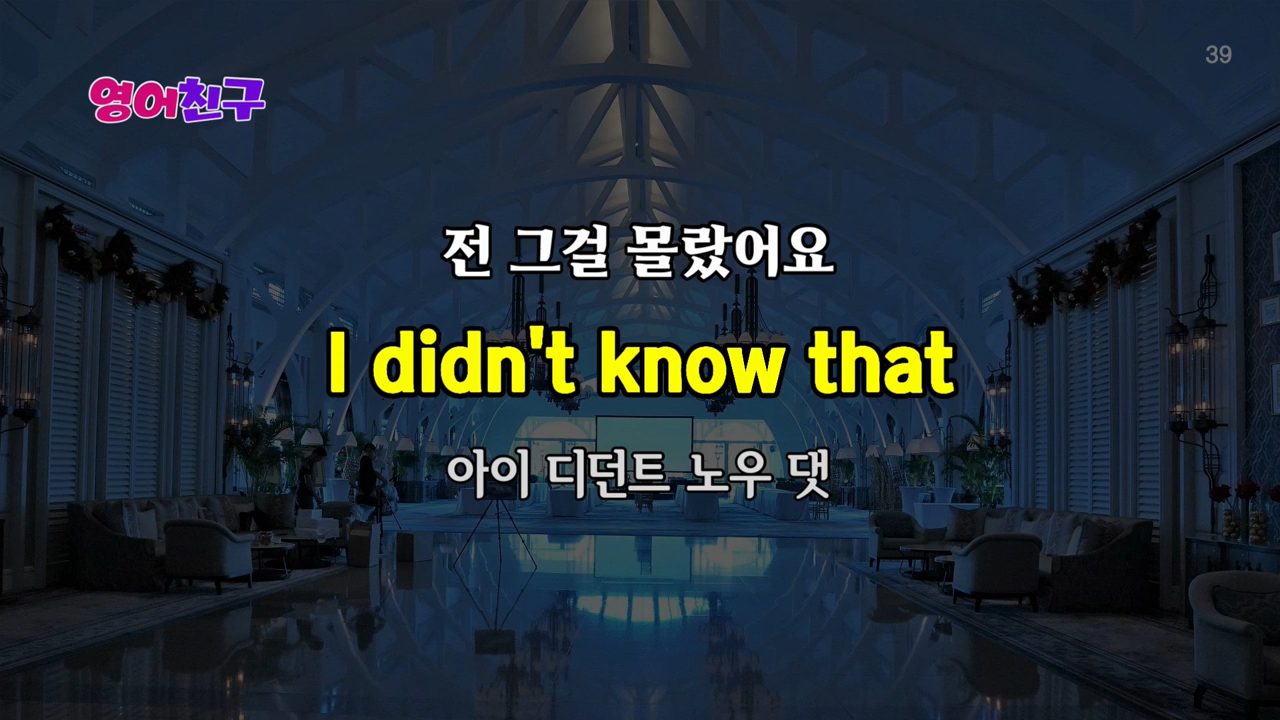 39
영어친구
전 그걸 몰랐어요
I didn't know that
아이 디던트 노우 댓